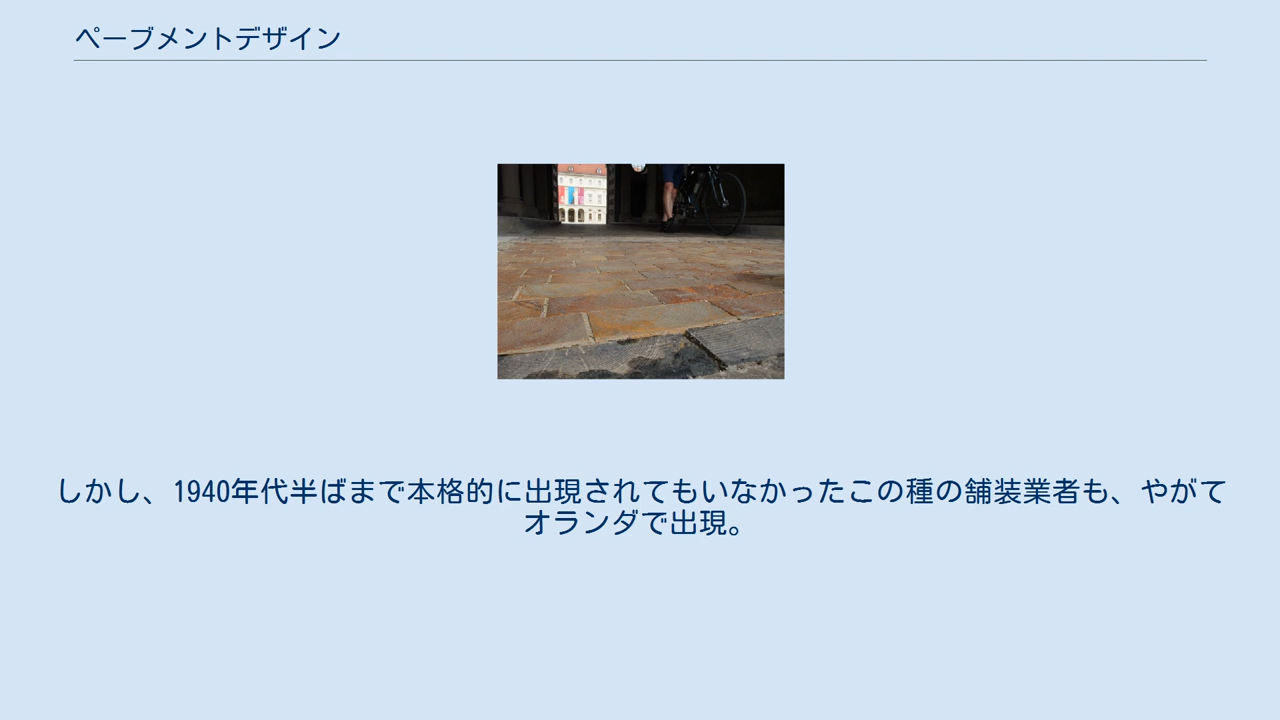 ペーブメントデザイン
しかし、1940年代半ばまで本格的に出現されてもいなかったこの種の舗装業者も、やがて
オランダで出現。